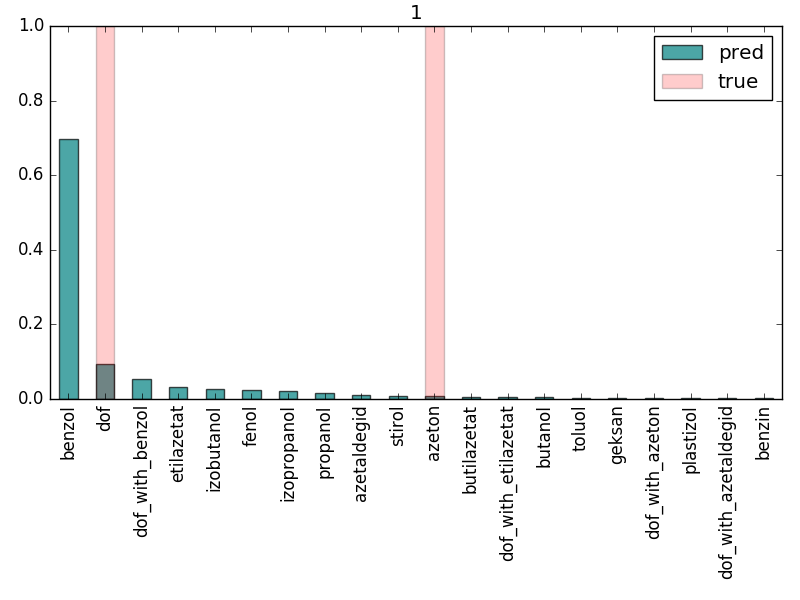 1
1.0
0.8
0.6
0.4
0.2
0.0
pred
true
benzol
dof
dof_with_benzol
etilazetat
izobutanol
fenol
izopropanol
propanol
azetaldegid
stirol
azeton
butilazetat
dof_with_etilazetat
butanol
toluol
geksan
dof_with_azeton
plastizol
dof_with_azetaldegid
benzin